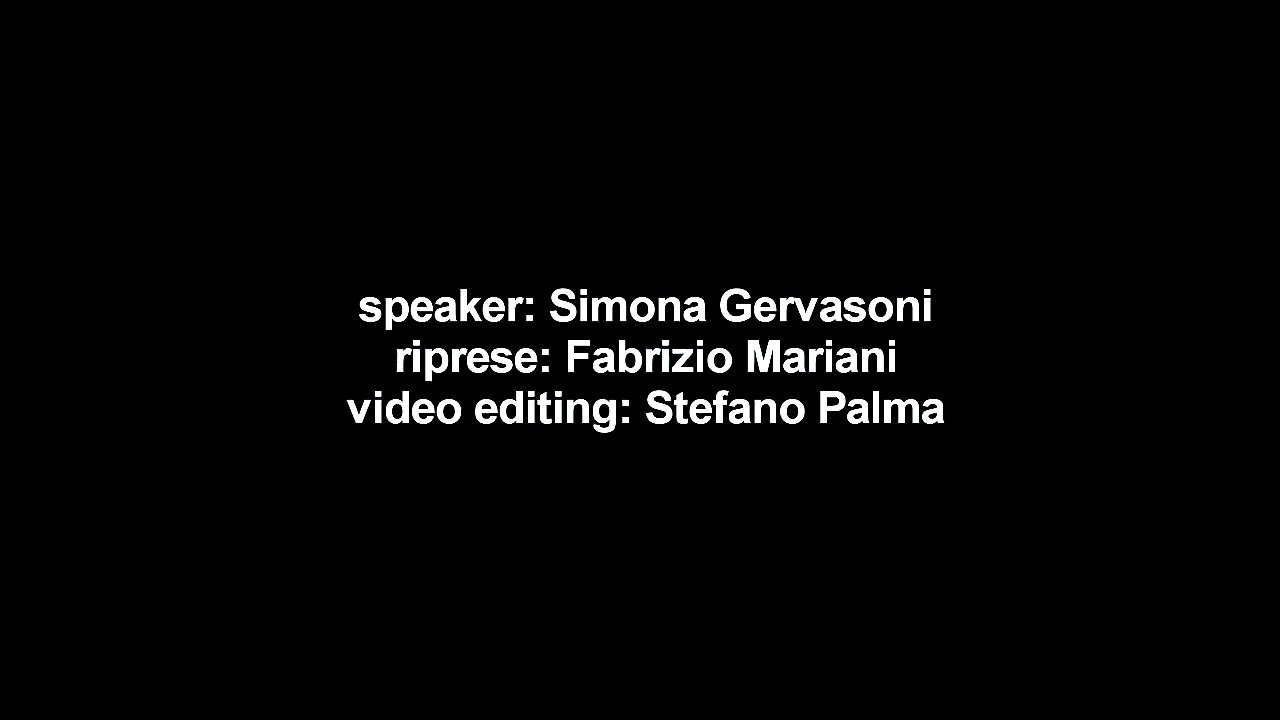 speaker: Simona Gervasoni
riprese: Fabrizio Mariani
video editing: Stefano Palma